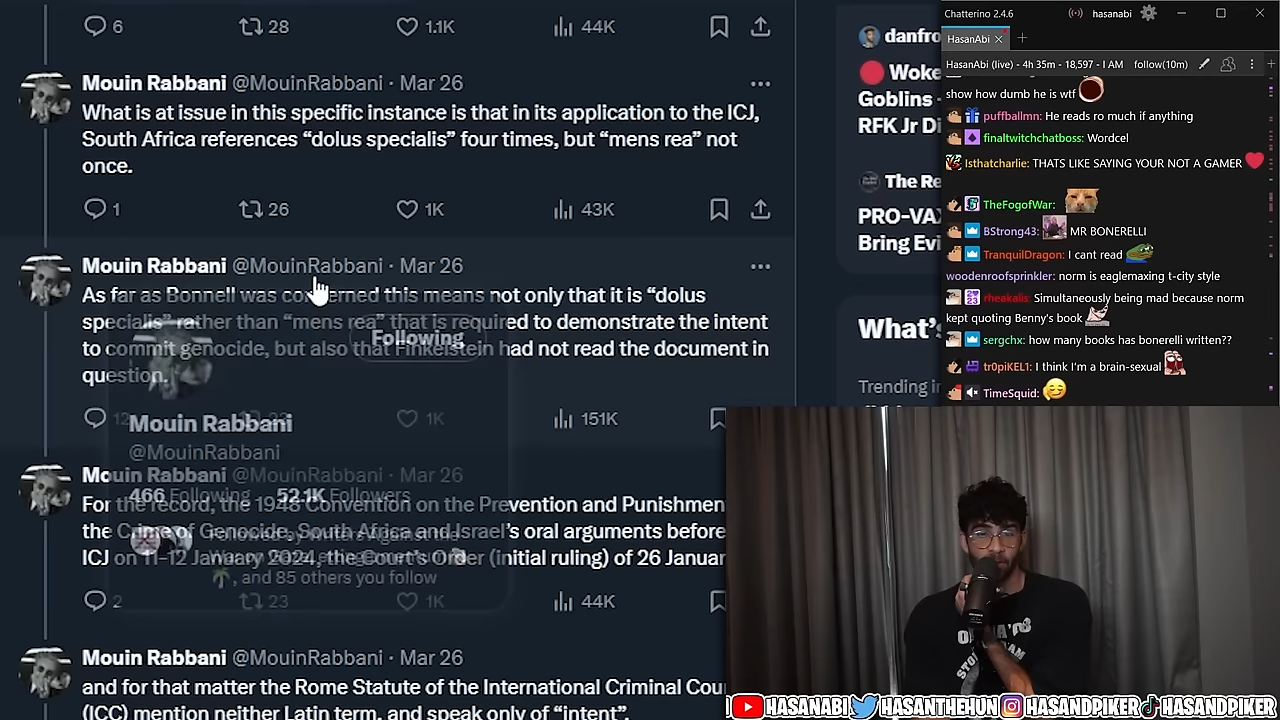 6 28 1.1K 44K
Mouin Rabbani @MouinRabbani · Mar 26
What is at issue in this specific instance is that in its application to the ICJ,
South Africa references “dolus specialis” four times, but “mens rea” not
once.
1 26 1K 43K
Mouin Rabbani @MouinRabbani · Mar 26
As far as Bonnell was concerned this means not only that it is “dolus
specialis” rather than “mens rea” that is required to demonstrate the intent
to commit genocide, but also that Finkelstein had not read the document in
question.
12 1K 151K
Following
Mouin Rabbani
@MouinRabbani
466 Following 52.1K Followers
, and 85 others you follow
Mouin Rabbani @MouinRabbani · Mar 26
For the record, the 1948 Convention on the Prevention and Punishment
the Crime of Genocide, South Africa and Israel’s oral arguments before
ICJ on 11-12 January 2024, the Court’s Order (initial ruling) of 26 Januar
2 23 1K 44K
Mouin Rabbani @MouinRabbani · Mar 26
and for that matter the Rome Statute of the International Criminal Cou
(ICC) mention neither Latin term, and speak only of “intent”.
danfro
Woke
Goblins
RFK Jr Di
The Re
PRO-VAX
Bring Evi
What’s
Trending in
Chatterino 2.4.6 hasanabi
HasanAbi
HasanAbi (live) - 4h 35m - 18,597 - I AM follow(10m)
show how dumb he is wtf
puffballmn: He reads ro much if anything
finaltwitchchatboss: Wordcel
Isthatcharlie: THATS LIKE SAYING YOUR NOT A GAMER
TheFogofWar:
BStrong43: MR BONERELLI
TranquilDragon: I cant read
woodenroofsprinkler: norm is eaglemaxing t-city style
rheakalis: Simultaneously being mad because norm
kept quoting Benny's book
sergchx: how many books has bonerelli written??
tr0piKEL1: I think I'm a brain-sexual
TimeSquid:
HASANABI HASANTHEHUN HASANDPIKER HASANDPIKER